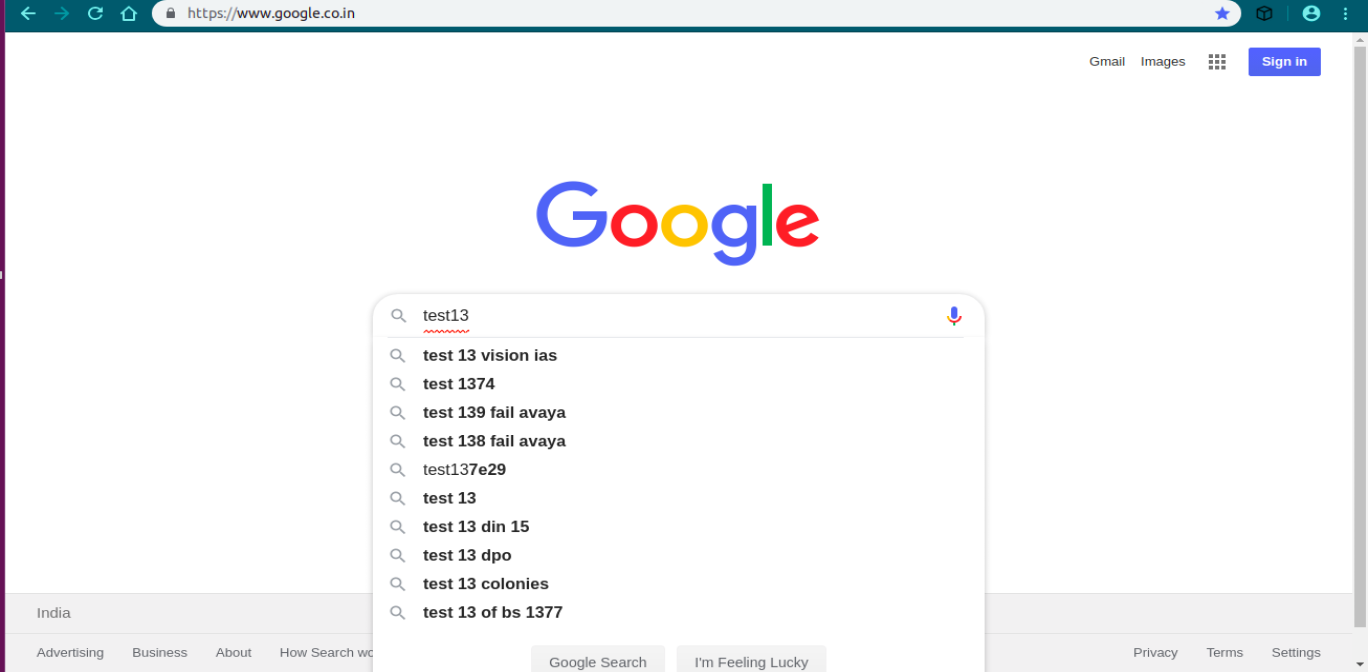 https://www.google.co.in
Gmail Images Sign in
Google
test13
test 13 vision ias
test 1374
test 139 fail avaya
test 138 fail avaya
test137e29
test 13
test 13 din 15
test 13 dpo
test 13 colonies
test 13 of bs 1377
India
Google Search I'm Feeling Lucky
Advertising Business About How Search Privacy Terms Settings